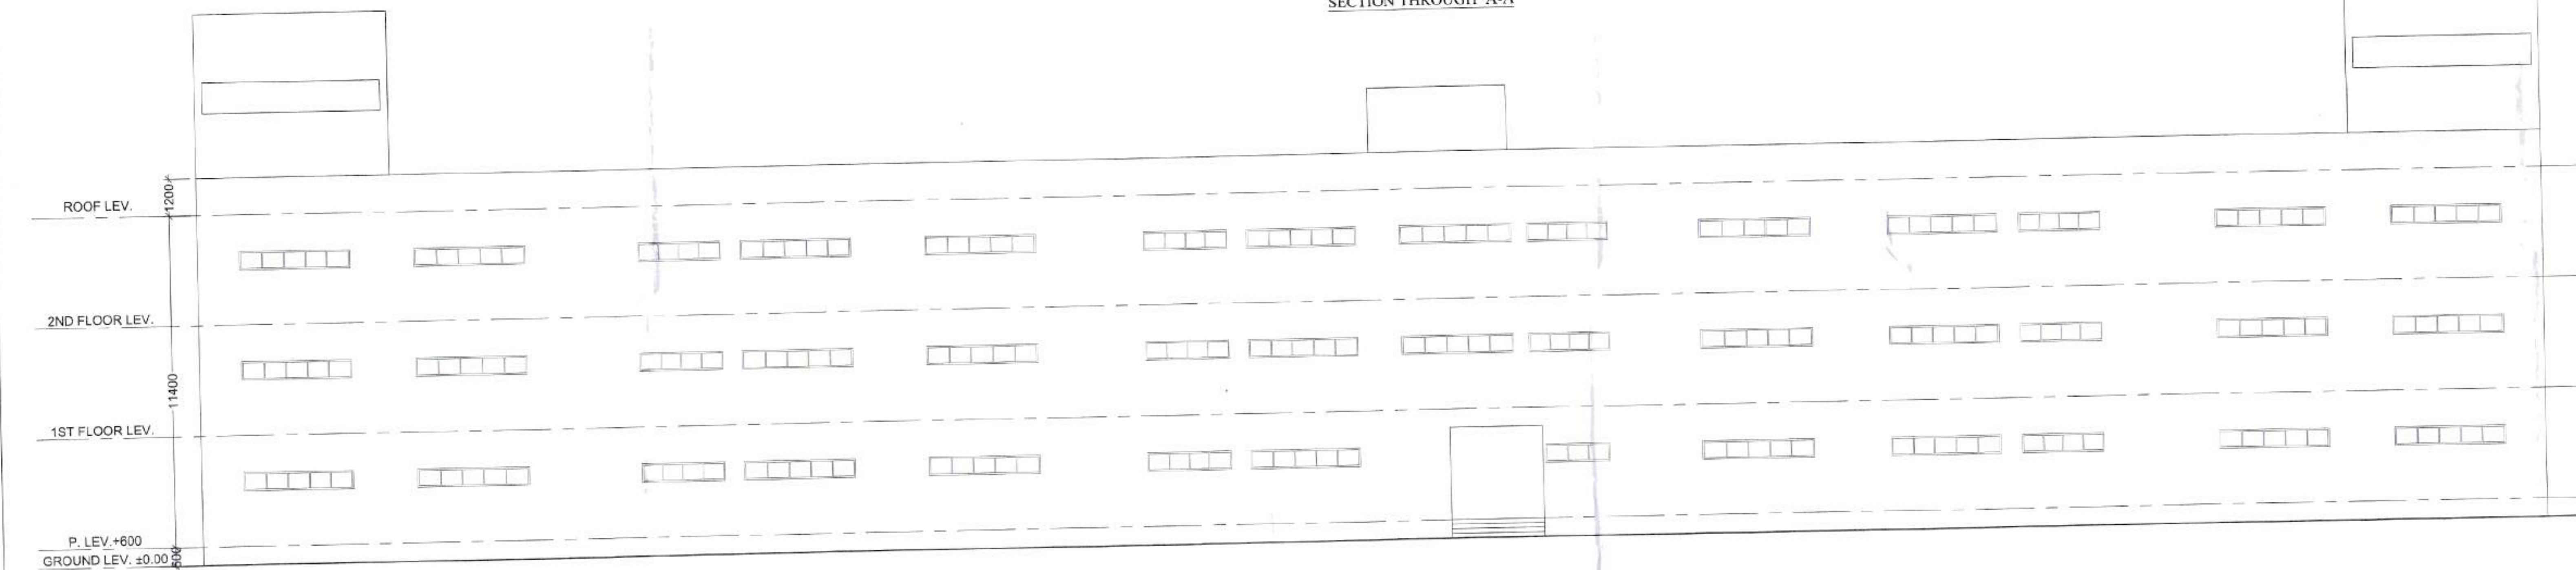 SECTION THROUGH 'A-A'
1200
ROOF LEV.
2ND FLOOR LEV.
11400
1ST FLOOR LEV.
P. LEV.+600
GROUND LEV. ±0.00
600